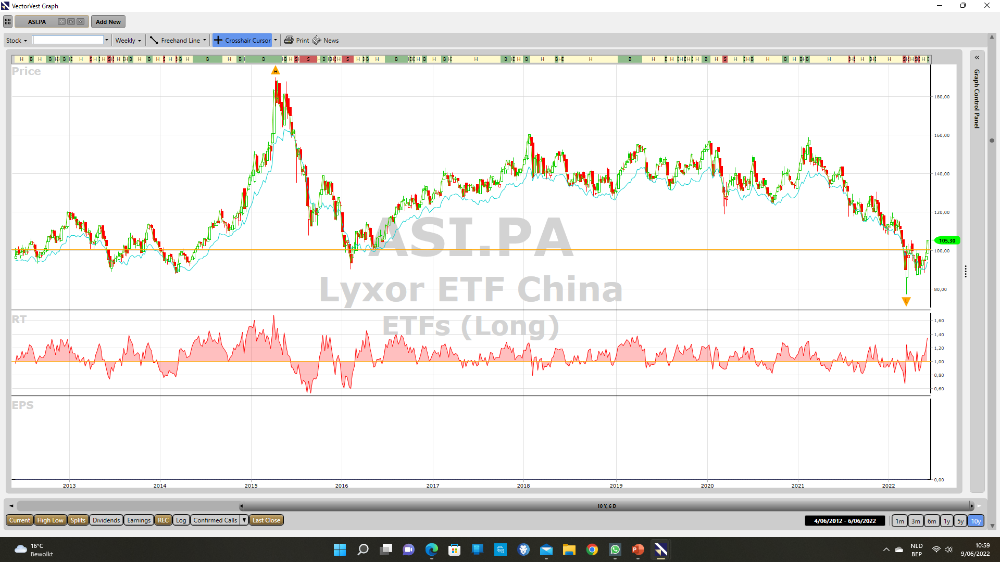 VectorVest Graph
ASI.PA Add New
Stock Weekly Freehand Line Crosshair Cursor Print News
Graph Control Panel
Price
H
180,00
160,00
140,00
120,00
105,30
100,00
80,00
L
ASI.PA
Lyxor ETF China
ETFs (Long)
RT
1,60
1,40
1,20
1,00
0,80
0,60
EPS
0,00
2013 2014 2015 2016 2017 2018 2019 2020 2021 2022
10 Y, 6 D
Current High Low Splits Dividends Earnings REC Log Confirmed Calls Last Close 4/06/2012 - 6/06/2022 1m 3m 6m 1y 5y 10y
16°C
Bewolkt
NLD
BEP
10:59
9/06/2022